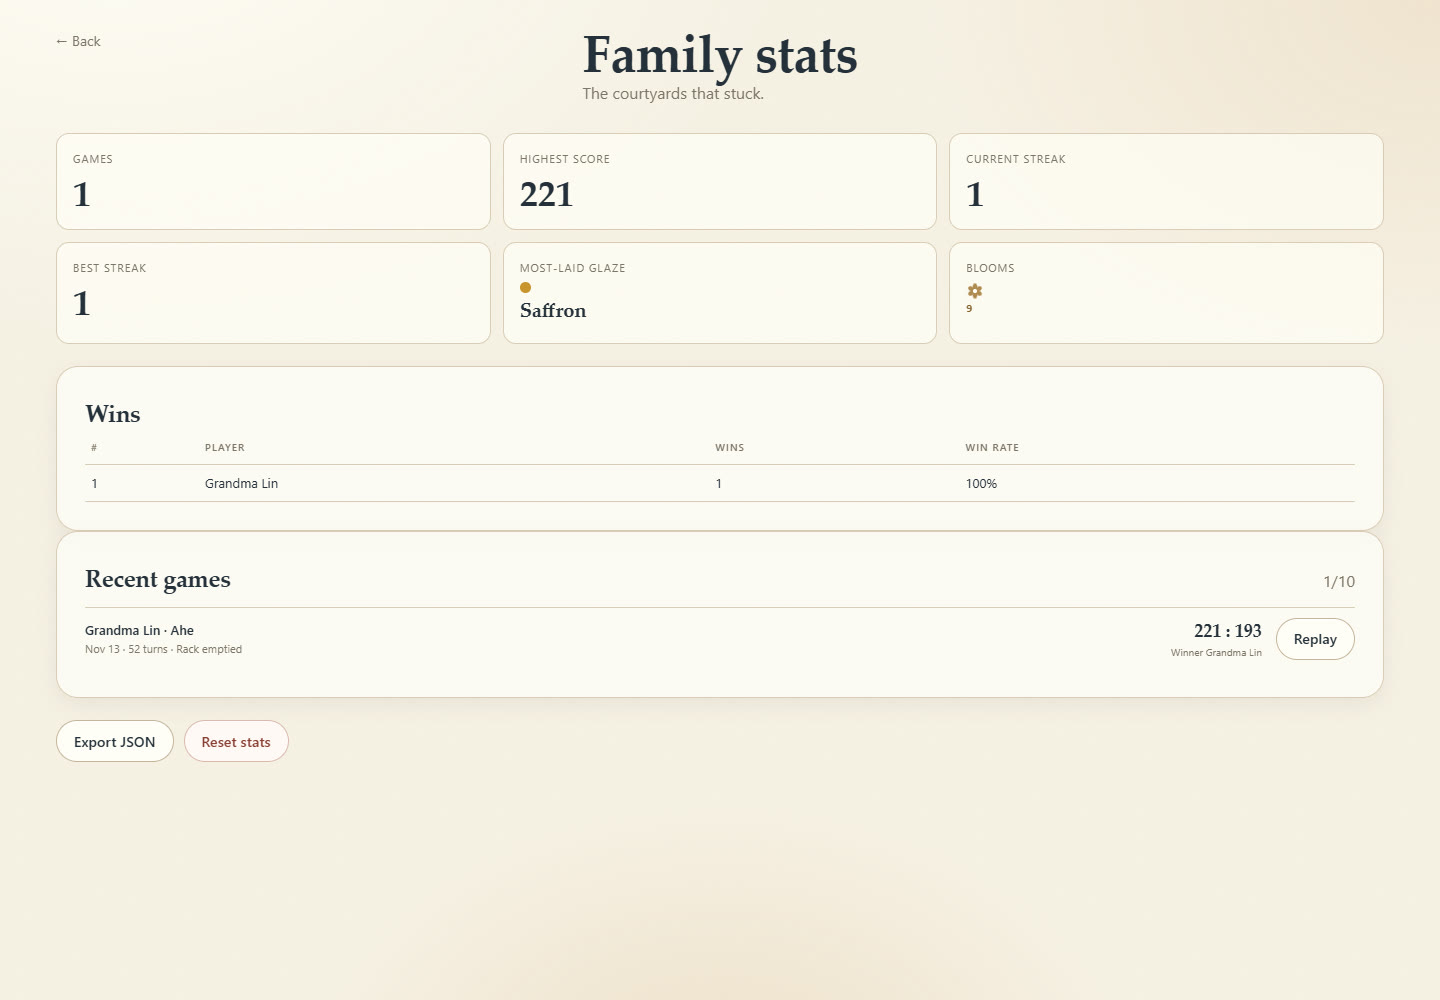 ← Back
Family stats
The courtyards that stuck.
GAMES
1
HIGHEST SCORE
221
CURRENT STREAK
1
BEST STREAK
1
MOST-LAID GLAZE
Saffron
BLOOMS
9
Wins
# PLAYER WINS WIN RATE
1 Grandma Lin 1 100%
Recent games 1/10
Grandma Lin · Ahe
Nov 13 · 52 turns · Rack emptied
221 : 193
Winner Grandma Lin
Replay
Export JSON
Reset stats